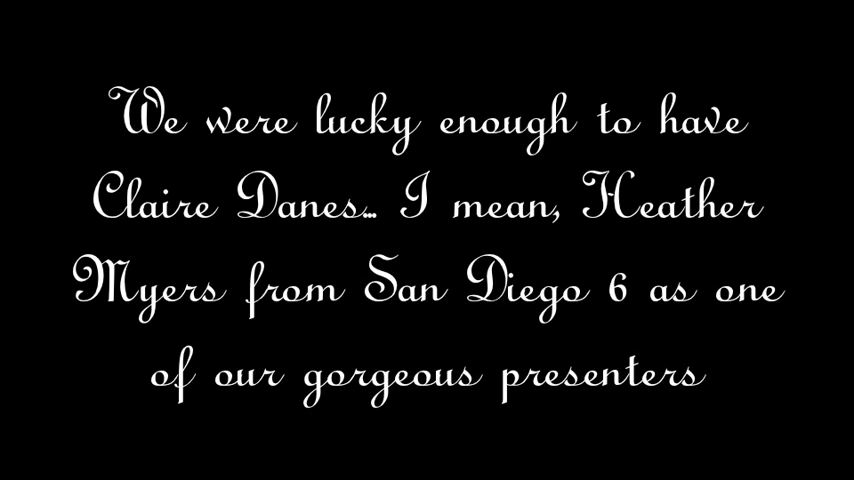 We were lucky enough to have
Claire Danes... I mean, Heather
Myers from San Diego 6 as one
of our gorgeous presenters